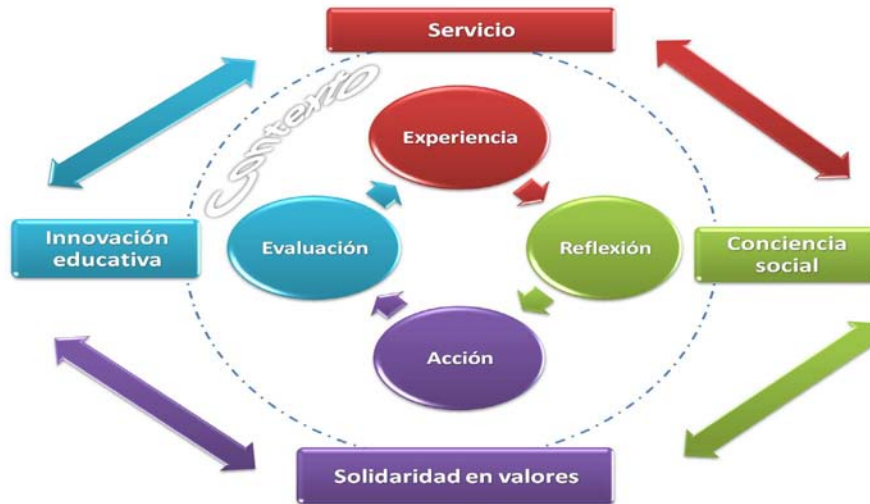 Servicio
Contexto
Experiencia
Innovación
educativa
Evaluación
Reflexión
Conciencia
social
Acción
Solidaridad en valores